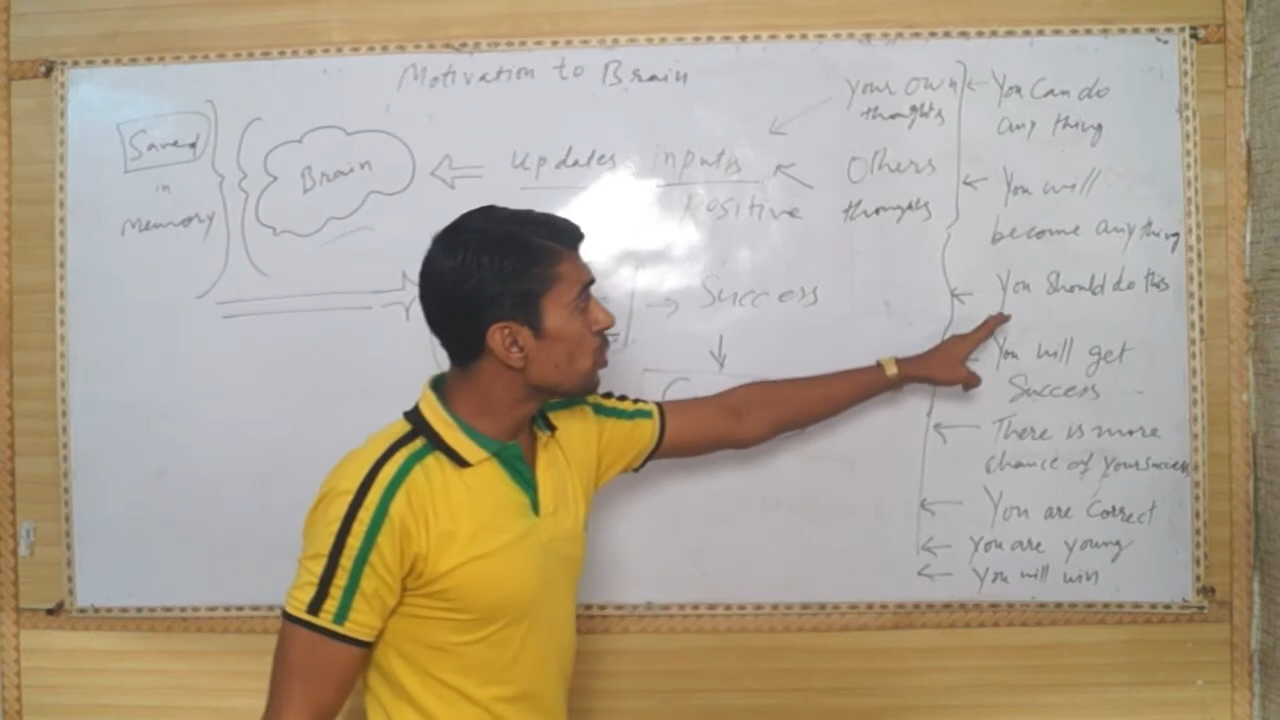 Motivation to Brain
Saved
in
Memory
Brain
Updates inputs
positive
Your own
thoughts
Others
thoughts
Success
You Can do
any thing
You will
become any thing
You should do this
You will get
Success
There is more
chance of your success
You are Correct
You are young
You will win